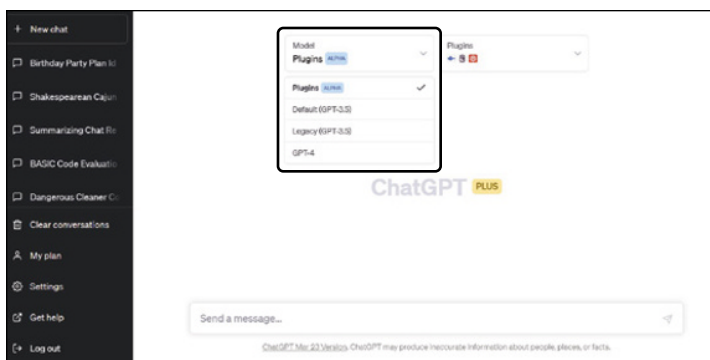 + New chat
Birthday Party Plan Id
Shakespearean Cajun
Summarizing Chat Re
BASIC Code Evaluatio
Dangerous Cleaner Co
Clear conversations
My plan
Settings
Get help
Log out
Model
Plugins ALPHA
Plugins
Plugins ALPHA
Default (GPT-3.5)
Legacy (GPT-3.5)
GPT-4
ChatGPT PLUS
Send a message...
ChatGPT Mar 23 Version. ChatGPT may produce inaccurate information about people, places, or facts.